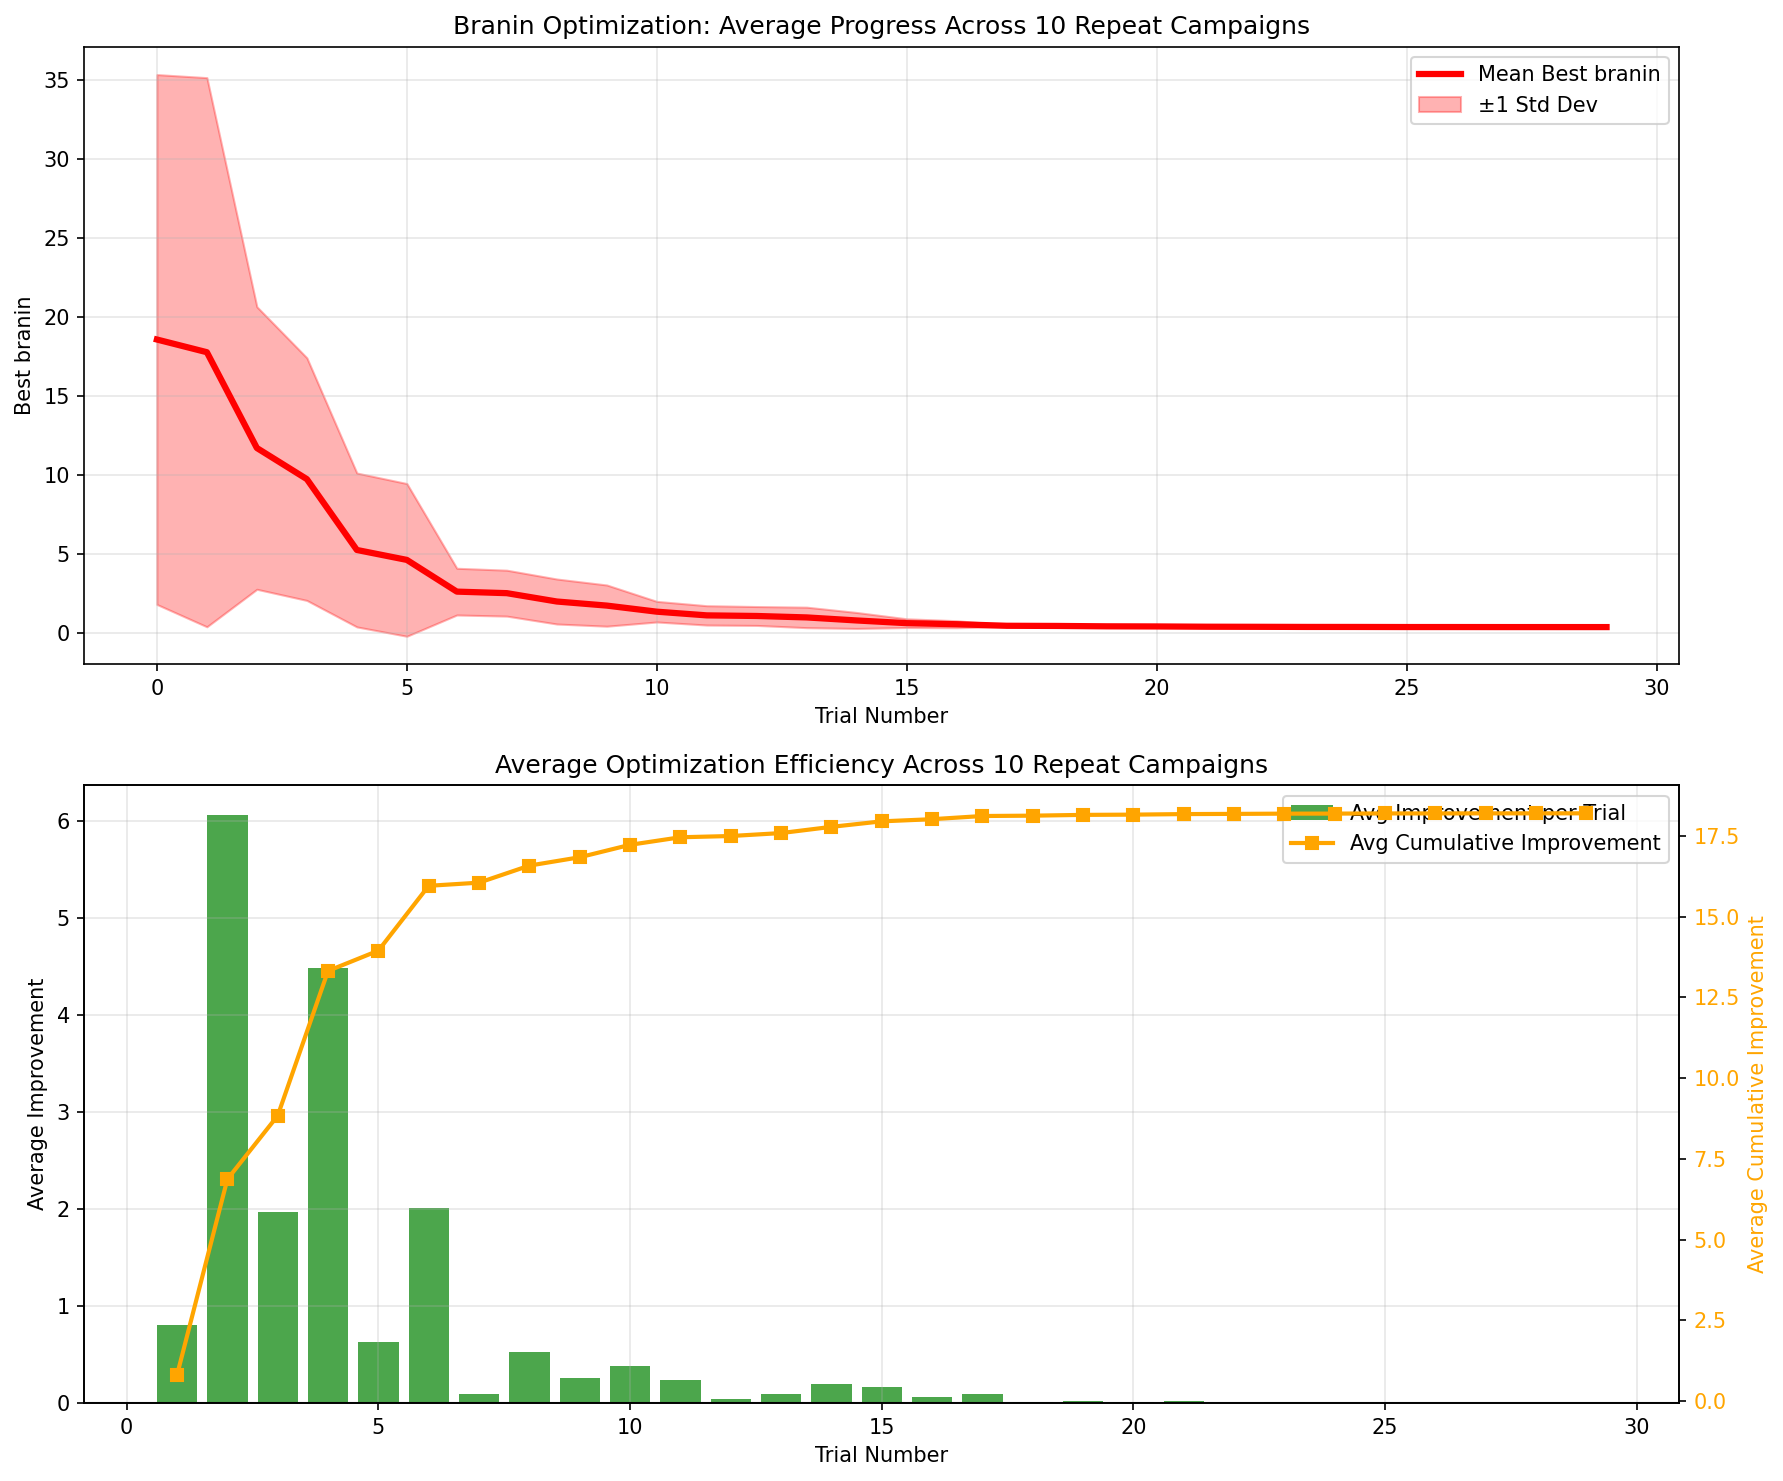 Branin Optimization: Average Progress Across 10 Repeat Campaigns
Mean Best branin
±1 Std Dev
35
30
25
20
15
10
5
0
Best branin
0 5 10 15 20 25 30
Trial Number
Average Optimization Efficiency Across 10 Repeat Campaigns
Avg Improvement per Trial
Avg Cumulative Improvement
6
5
4
3
2
1
0
Average Improvement
17.5
15.0
12.5
10.0
7.5
5.0
2.5
0.0
Average Cumulative Improvement
0 5 10 15 20 25 30
Trial Number